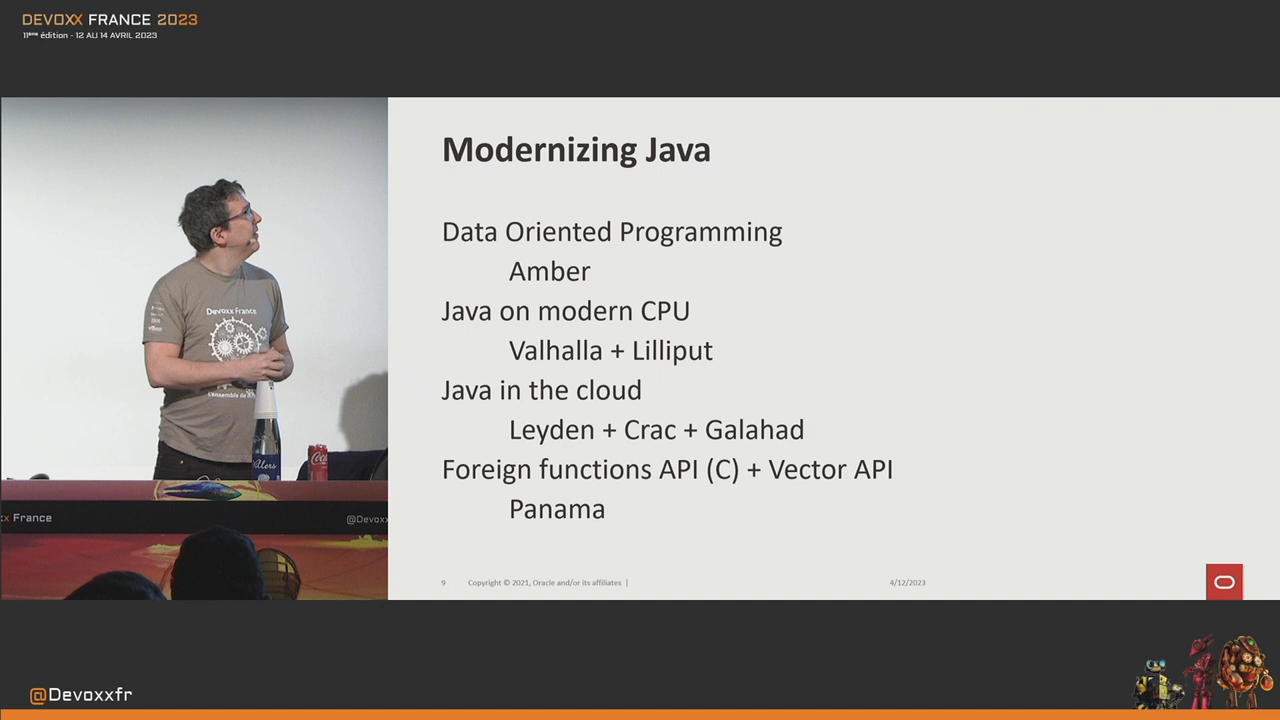 DEVOXX FRANCE 2023
11ème édition - 12 AU 14 AVRIL 2023
Modernizing Java
Data Oriented Programming
Amber
Java on modern CPU
Valhalla + Lilliput
Java in the cloud
Leyden + Crac + Galahad
Foreign functions API (C) + Vector API
Panama
9 Copyright © 2021, Oracle and/or its affiliates | 4/12/2023
Devoxx France
x France
@Devoxx
@Devoxxfr